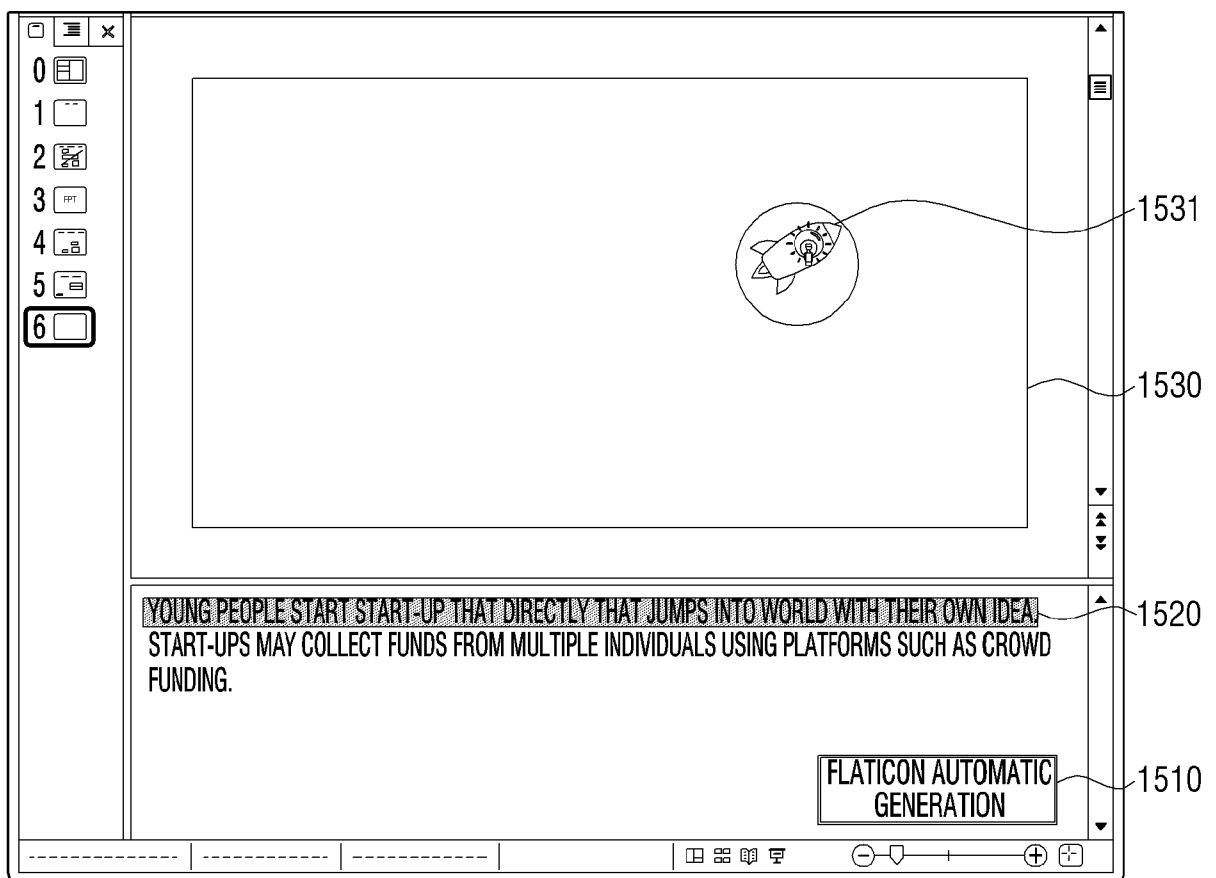 0
1
2
3 FPT
4
5
6
1531
1530
YOUNG PEOPLE START START-UP THAT DIRECTLY THAT JUMPS INTO WORLD WITH THEIR OWN IDEA.
1520
START-UPS MAY COLLECT FUNDS FROM MULTIPLE INDIVIDUALS USING PLATFORMS SUCH AS CROWD
FUNDING.
FLATICON AUTOMATIC
GENERATION
1510